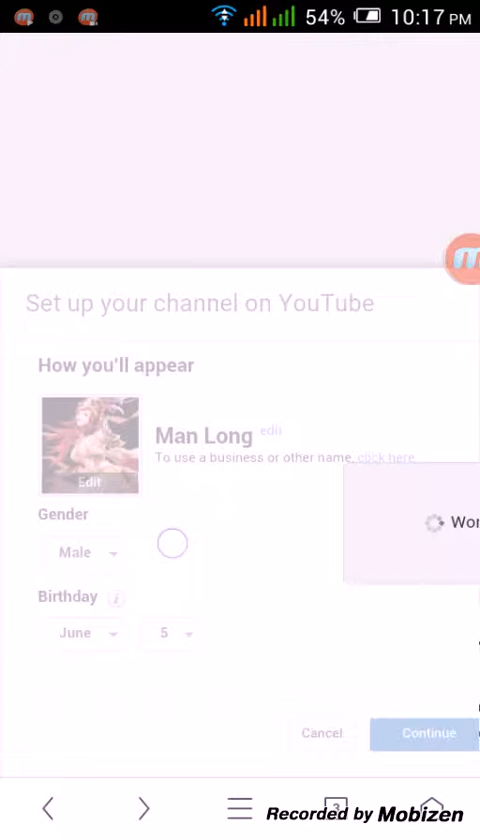 54% 10:17 PM
Set up your channel on YouTube
How you'll appear
Man Long edit
To use a business or other name, click here.
Edit
Gender
Wor
Male
Birthday i
June 5
Cancel Continue
3
Recorded by Mobizen